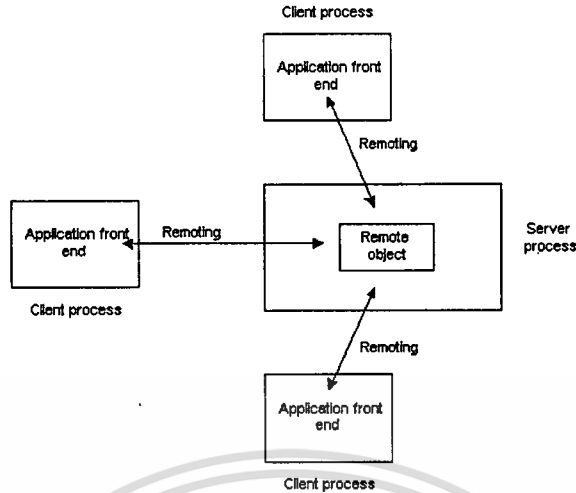 Client process
Application front
end
Remoting
Application front
end
Remoting
Remote
object
Server
process
Client process
Remoting
Application front
end
Client process